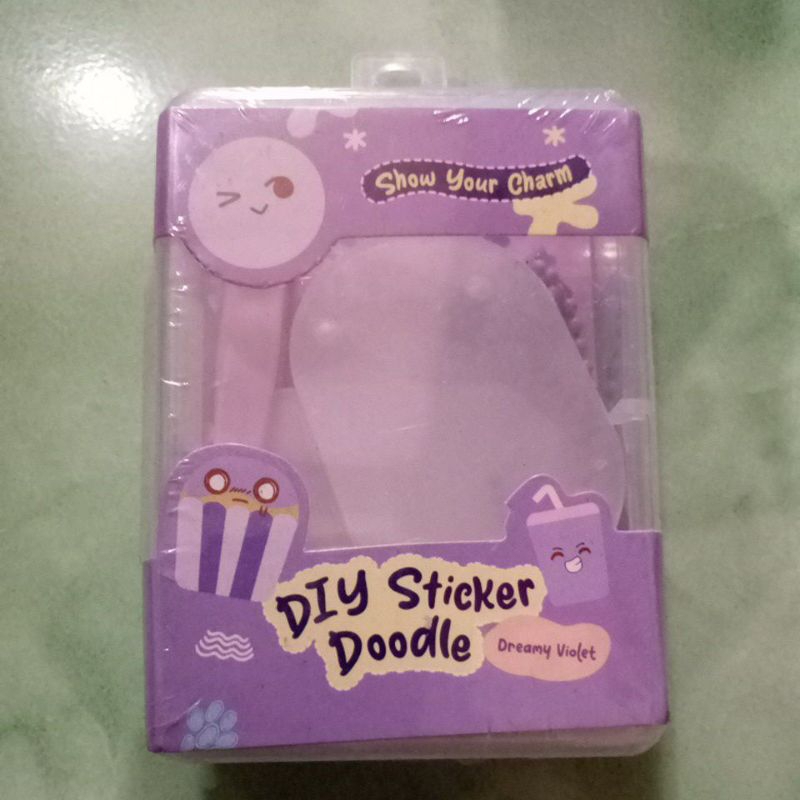 Show Your Charm
DIY Sticker
Doodle
Dreamy Violet